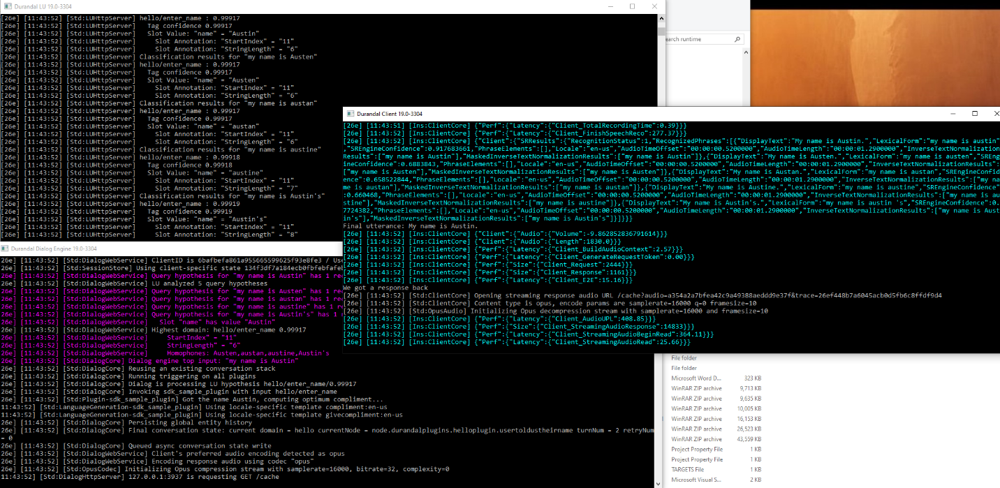 Durandal LU 19.0-3304
[26e] [11:43:52] [Std:LUHttpServer] hello/enter_name : 0.99917
[26e] [11:43:52] [Std:LUHttpServer]   Tag confidence 0.99917
[26e] [11:43:52] [Std:LUHttpServer]   Slot Value: "name" = "Austin"
[26e] [11:43:52] [Std:LUHttpServer]     Slot Annotation: "StartIndex" = "11"
[26e] [11:43:52] [Std:LUHttpServer]     Slot Annotation: "StringLength" = "6"
[26e] [11:43:52] [Std:LUHttpServer] Classification results for "my name is Austen"
[26e] [11:43:52] [Std:LUHttpServer] hello/enter_name : 0.99917
[26e] [11:43:52] [Std:LUHttpServer]   Tag confidence 0.99917
[26e] [11:43:52] [Std:LUHttpServer]   Slot Value: "name" = "Austen"
[26e] [11:43:52] [Std:LUHttpServer]     Slot Annotation: "StartIndex" = "11"
[26e] [11:43:52] [Std:LUHttpServer]     Slot Annotation: "StringLength" = "6"
[26e] [11:43:52] [Std:LUHttpServer] Classification results for "my name is austan"
[26e] [11:43:52] [Std:LUHttpServer] hello/enter_name : 0.99917
[26e] [11:43:52] [Std:LUHttpServer]   Tag confidence 0.99917
[26e] [11:43:52] [Std:LUHttpServer]   Slot Value: "name" = "austan"
[26e] [11:43:52] [Std:LUHttpServer]     Slot Annotation: "StartIndex" = "11"
[26e] [11:43:52] [Std:LUHttpServer]     Slot Annotation: "StringLength" = "6"
[26e] [11:43:52] [Std:LUHttpServer] Classification results for "my name is austine"
[26e] [11:43:52] [Std:LUHttpServer] hello/enter_name : 0.99918
[26e] [11:43:52] [Std:LUHttpServer]   Tag confidence 0.99918
[26e] [11:43:52] [Std:LUHttpServer]   Slot Value: "name" = "austine"
[26e] [11:43:52] [Std:LUHttpServer]     Slot Annotation: "StartIndex" = "11"
[26e] [11:43:52] [Std:LUHttpServer]     Slot Annotation: "StringLength" = "7"
[26e] [11:43:52] [Std:LUHttpServer] Classification results for "my name is Austin's"
[26e] [11:43:52] [Std:LUHttpServer] hello/enter_name : 0.99919
[26e] [11:43:52] [Std:LUHttpServer]   Tag confidence 0.99919
[26e] [11:43:52] [Std:LUHttpServer]   Slot Value: "name" = "Austin's"
[26e] [11:43:52] [Std:LUHttpServer]     Slot Annotation: "StartIndex" = "11"
[26e] [11:43:52] [Std:LUHttpServer]     Slot Annotation: "StringLength" = "8"
earch runtime
Durandal Client 19.0-3304
[26e] [11:43:51] [Ins:ClientCore] {"Perf":{"Latency":{"Client_TotalRecordingTime":0.39}}}
[26e] [11:43:52] [Ins:ClientCore] {"Perf":{"Latency":{"Client_FinishSpeechReco":277.37}}}
[26e] [11:43:52] [Ins:ClientCore] {"Client":{"SRResults":{"RecognitionStatus":1,"RecognizedPhrases":[{"DisplayText":"My name is Austin.","LexicalForm":"my name is austin"
,"SREngineConfidence":0.917683661,"PhraseElements":[],"Locale":"en-us","AudioTimeOffset":"00:00:00.5200000","AudioTimeLength":"00:00:01.2900000","InverseTextNormalization
Results":["my name is Austin"],"MaskedInverseTextNormalizationResults":["my name is Austin"]},{"DisplayText":"My name is Austen.","LexicalForm":"my name is austen","SREng
ineConfidence":0.6883843,"PhraseElements":[],"Locale":"en-us","AudioTimeOffset":"00:00:00.5200000","AudioTimeLength":"00:00:01.2900000","InverseTextNormalizationResults":
["my name is Austen"],"MaskedInverseTextNormalizationResults":["my name is Austen"]},{"DisplayText":"My name is Austan.","LexicalForm":"my name is austan","SREngineConfid
ence":0.658522844,"PhraseElements":[],"Locale":"en-us","AudioTimeOffset":"00:00:00.5200000","AudioTimeLength":"00:00:01.2900000","InverseTextNormalizationResults":["my na
me is austan"],"MaskedInverseTextNormalizationResults":["my name is austan"]},{"DisplayText":"My name is Austine.","LexicalForm":"my name is austine","SREngineConfidence"
:0.660468,"PhraseElements":[],"Locale":"en-us","AudioTimeOffset":"00:00:00.5200000","AudioTimeLength":"00:00:01.2900000","InverseTextNormalizationResults":["my name is au
stine"],"MaskedInverseTextNormalizationResults":["my name is austine"]},{"DisplayText":"My name is Austin's.","LexicalForm":"my name is austin 's","SREngineConfidence":0.
7724382,"PhraseElements":[],"Locale":"en-us","AudioTimeOffset":"00:00:00.5200000","AudioTimeLength":"00:00:01.2900000","InverseTextNormalizationResults":["my name is Aust
in's"],"MaskedInverseTextNormalizationResults":["my name is Austin's"]}]}}}
Final utterance: My name is Austin.
[26e] [11:43:52] [Ins:ClientCore] {"Client":{"Audio":{"Volume":-9.862852836791614}}}
[26e] [11:43:52] [Ins:ClientCore] {"Client":{"Audio":{"Length":1830.0}}}
[26e] [11:43:52] [Ins:ClientCore] {"Perf":{"Latency":{"Client_BuildAudioContext":2.57}}}
[26e] [11:43:52] [Ins:ClientCore] {"Perf":{"Latency":{"Client_GenerateRequestToken":0.00}}}
[26e] [11:43:52] [Ins:ClientCore] {"Perf":{"Size":{"Client_Request":2444}}}
[26e] [11:43:52] [Ins:ClientCore] {"Perf":{"Size":{"Client_Response":1161}}}
[26e] [11:43:52] [Ins:ClientCore] {"Perf":{"Latency":{"Client_E2E":15.16}}}
We got a response back
[26e] [11:43:52] [Std:ClientCore] Opening streaming response audio URL /cache?audio=a354a2a7bfea42c9a49388aeddd9e37f&trace=26ef448b7a6045acb0d5fb6c8ffdf9d4
[26e] [11:43:52] [Std:ClientCore] Content type is opus, encode params are samplerate=16000 q=0 framesize=10
[26e] [11:43:52] [Std:OpusAudio] Initializing Opus decompression stream with samplerate=16000 and framesize=10
[26e] [11:43:52] [Ins:ClientCore] {"Perf":{"Latency":{"Client_AudioUPL":408.85}}}
[26e] [11:43:52] [Ins:ClientCore] {"Perf":{"Size":{"Client_StreamingAudioResponse":14833}}}
[26e] [11:43:52] [Ins:ClientCore] {"Perf":{"Latency":{"Client_StreamingAudioBeginRead":364.11}}}
[26e] [11:43:52] [Ins:ClientCore] {"Perf":{"Latency":{"Client_StreamingAudioRead":25.66}}}
Durandal Dialog Engine 19.0-3304
26e] [11:43:52] [Std:DialogWebService] ClientID is 6bafbefa861a955665599625f93e8fe3 / Use
26e] [11:43:52] [Std:SessionStore] Using client-specific state
26e] [11:43:52] [Std:DialogWebService] Query hypothesis for "my name is Austin" has 1 re
26e] [11:43:52] [Std:DialogWebService] LU analyzed 5 query hypotheses
26e] [11:43:52] [Std:DialogWebService] Query hypothesis for "my name is Austen" has 1 re
26e] [11:43:52] [Std:DialogWebService] Query hypothesis for "my name is austan" has 1 re
26e] [11:43:52] [Std:DialogWebService] Query hypothesis for "my name is austine" has 1 r
26e] [11:43:52] [Std:DialogWebService] Query hypothesis for "my name is Austin's" has 1
26e] [11:43:52] [Std:DialogWebService]   Slot "name" has value "Austin"
26e] [11:43:52] [Std:DialogWebService] Highest domain: hello/enter_name 0.99917
26e] [11:43:52] [Std:DialogWebService]     StartIndex" = "11"
26e] [11:43:52] [Std:DialogWebService]     StringLength" = "6"
26e] [11:43:52] [Std:DialogWebService]     Homophones: Austen,austan,austine,Austin's
26e] [11:43:52] [Std:DialogCore] Dialog engine top input: "my name is Austin"
26e] [11:43:52] [Std:DialogCore] Reusing an existing conversation stack
26e] [11:43:52] [Std:DialogCore] Running triggering on all plugins
26e] [11:43:52] [Std:DialogCore] Dialog is processing LU hypothesis hello/enter_name/0.99917
26e] [11:43:52] [Std:DialogCore] Invoking sdk_sample_plugin with input hello/enter_name
26e] [11:43:52] [Std:Plugin-sdk_sample_plugin] Got the name Austin, computing optimum compliment...
11:43:52] [Std:LanguageGeneration-sdk_sample_plugin] Using locale-specific template compliment:en-us
11:43:52] [Std:LanguageGeneration-sdk_sample_plugin] Using locale-specific template givecompliment:en-us
26e] [11:43:52] [Std:DialogCore] Persisting global entity history
26e] [11:43:52] [Std:DialogCore] Final conversation state: current domain = hello currentNode = node.durandalplugins.helloplugin.usertoldustheirname turnNum = 2 retryNum
= 0
26e] [11:43:52] [Std:DialogCore] Queued async conversation state write
26e] [11:43:52] [Std:DialogWebService] Client's preferred audio encoding detected as opus
26e] [11:43:52] [Std:DialogWebService] Encoding response audio using codec "opus"
26e] [11:43:52] [Std:OpusCodec] Initializing Opus compression stream with samplerate=16000, bitrate=32, complexity=0
11:43:52] [Std:DialogHttpServer] 127.0.0.1:3937 is requesting GET /cache
File folder
File folder
Microsoft Word D... 323 KB
WinRAR ZIP archive 9,713 KB
WinRAR ZIP archive 9,635 KB
WinRAR ZIP archive 10,005 KB
WinRAR ZIP archive 16,153 KB
WinRAR ZIP archive 26,523 KB
WinRAR ZIP archive 43,559 KB
Project Property File 1 KB
Project Property File 1 KB
TARGETS File 1 KB
Microsoft Visual S... 2 KB